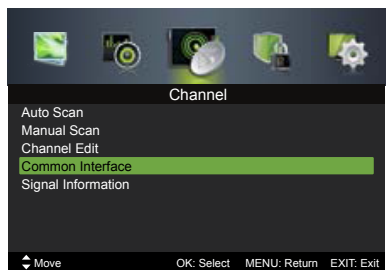 Channel
Auto Scan
Manual Scan
Channel Edit
Common Interface
Signal Information
Move OK: Select MENU: Return EXIT: Exit